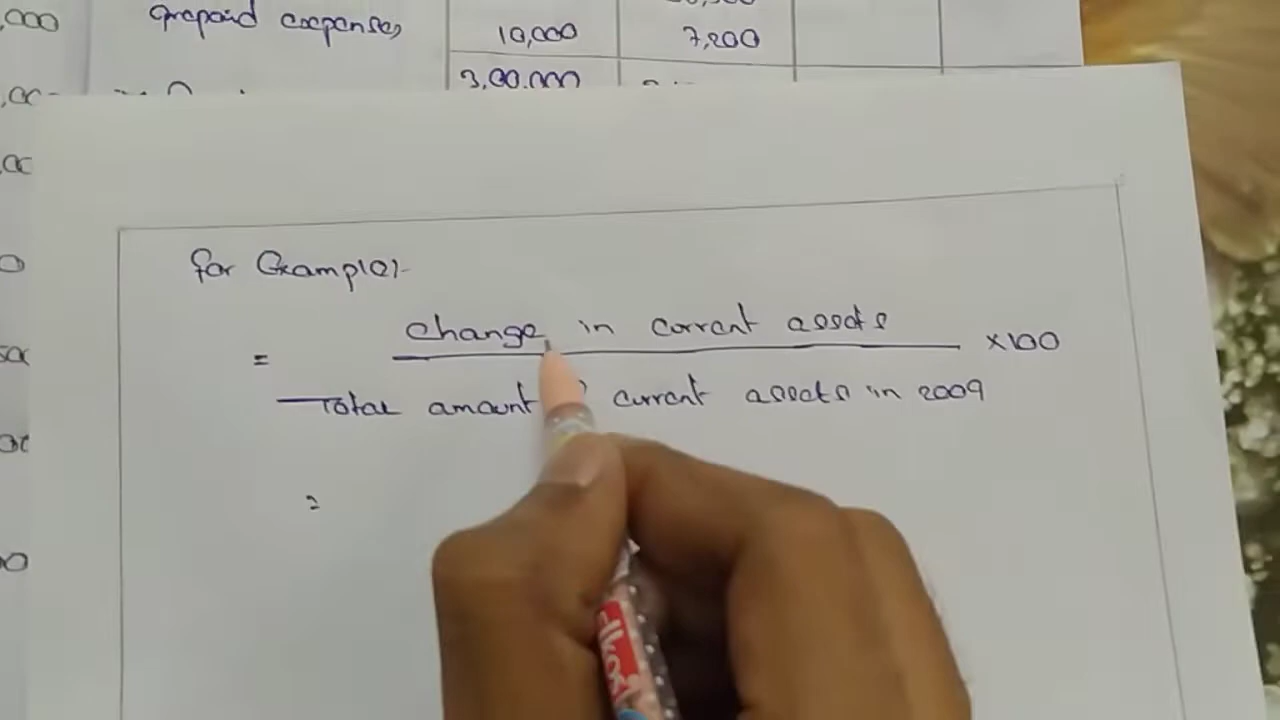 ,000 prepaid expenses 10,000 7,200
3,00,000
for Example:-
= change in current assets ×100
Total amount current assets in 2009
=